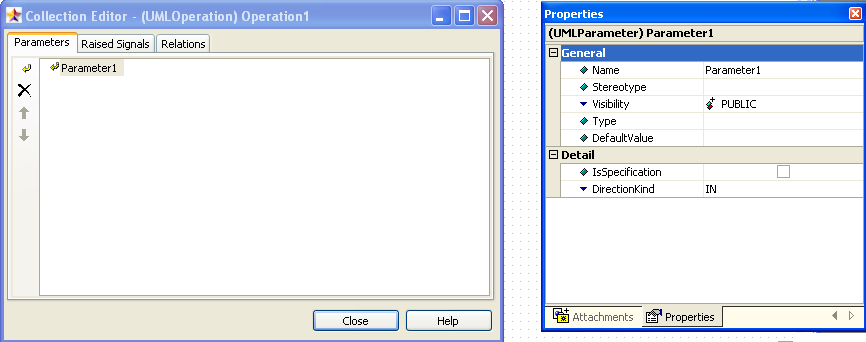 Collection Editor - (UMLOperation) Operation1
Parameters Raised Signals Relations
Parameter1
Close Help
Properties
(UMLParameter) Parameter1
General
Name Parameter1
Stereotype
Visibility PUBLIC
Type
DefaultValue
Detail
IsSpecification
DirectionKind IN
Attachments Properties